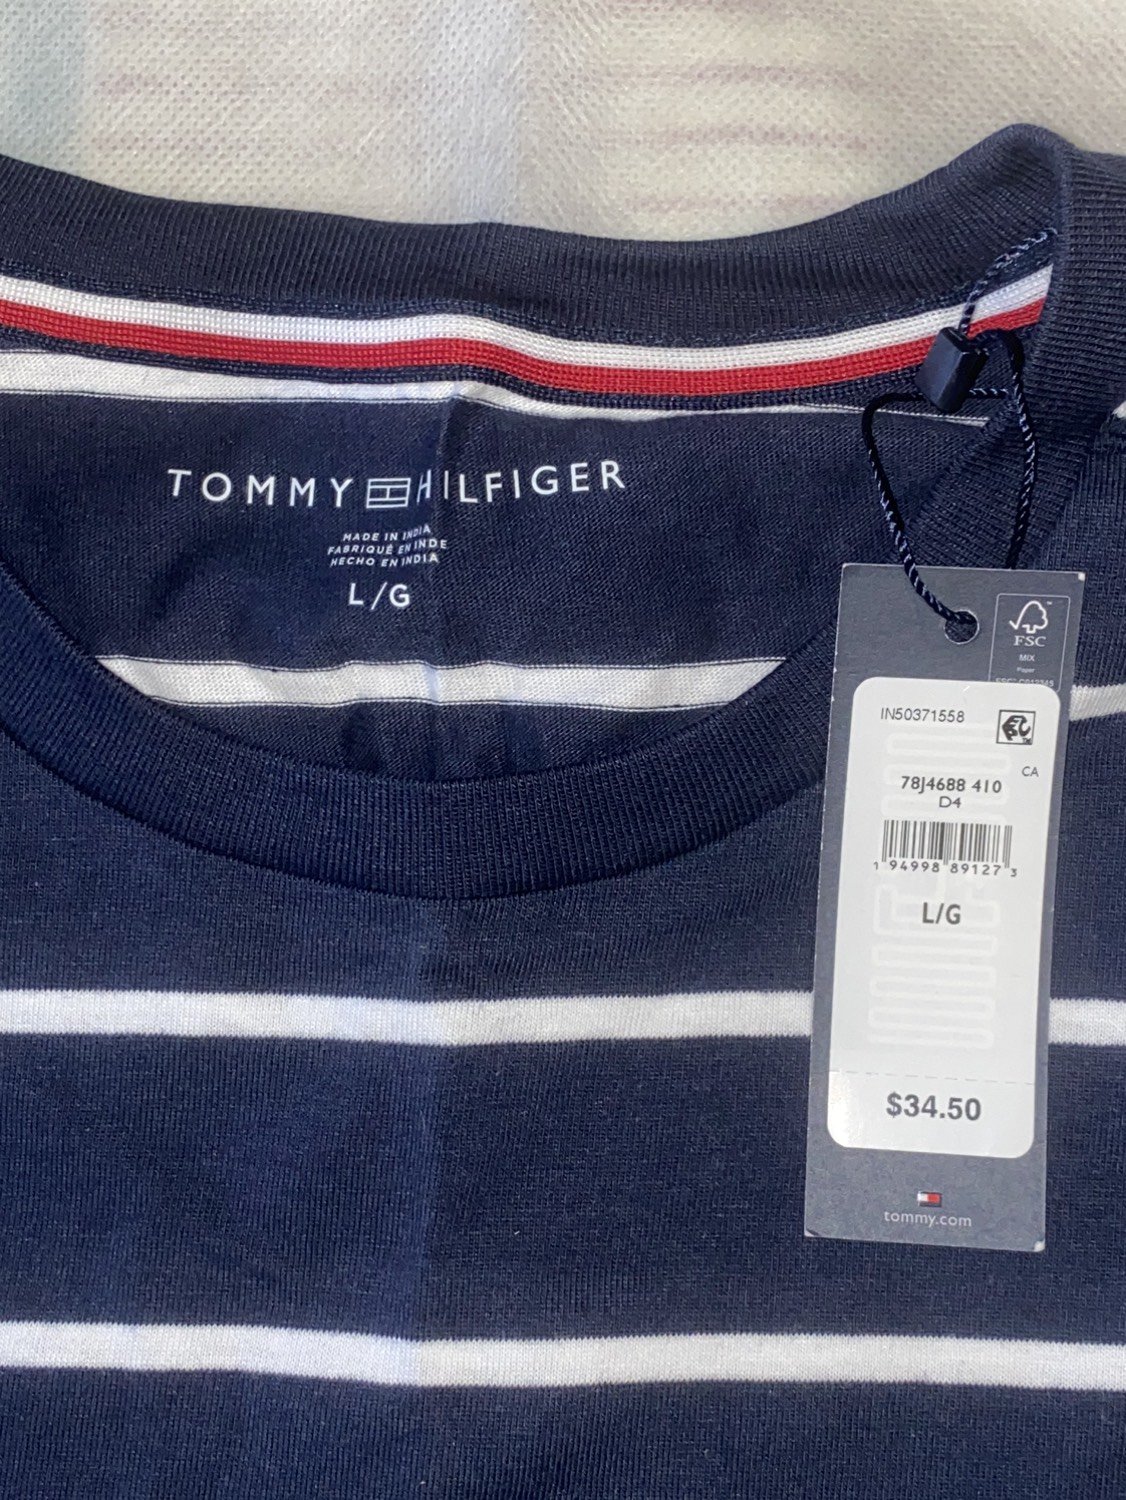 TOMMY HILFIGER
MADE IN INDIA
FABRIQUÉ EN INDE
HECHO EN INDIA
L/G
FSC
MIX
Paper
IN50371558
CA
78J4688 410
D4
1 94998 89127 3
L/G
$34.50
tommy.com